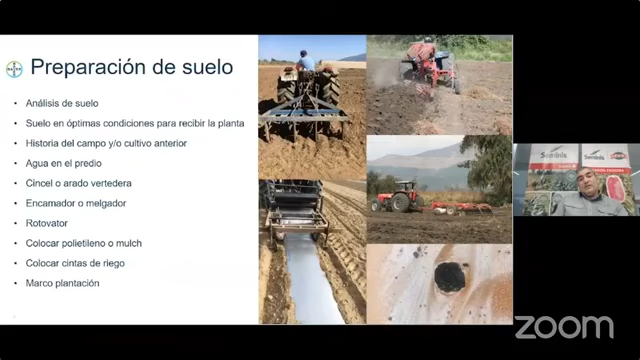 Preparación de suelo
• Análisis de suelo
• Suelo en óptimas condiciones para recibir la planta
• Historia del campo y/o cultivo anterior
• Agua en el predio
• Cincel o arado vertedera
• Encamador o melgador
• Rotovator
• Colocar polietileno o mulch
• Colocar cintas de riego
• Marco plantación
Seminis
Seminis
zoom